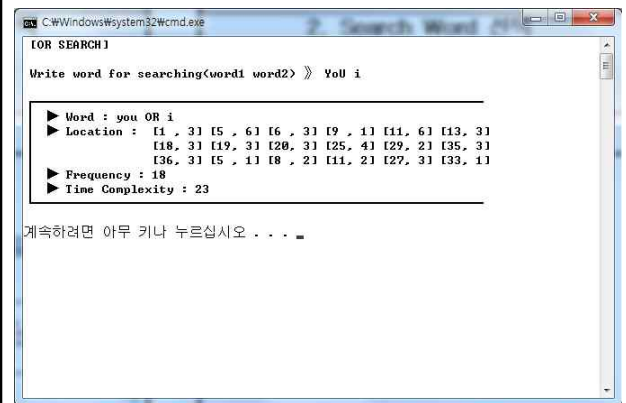 C:₩Windows₩system32₩cmd.exe
2. Search Word
[OR SEARCH]
Write word for searching(word1 word2) 》 YoU i
▶ Word : you OR i
▶ Location : [1 , 3] [5 , 6] [6 , 3] [9 , 1] [11, 6] [13, 3]
[18, 3] [19, 3] [20, 3] [25, 4] [29, 2] [35, 3]
[36, 3] [5 , 1] [8 , 2] [11, 2] [27, 3] [33, 1]
▶ Frequency : 18
▶ Time Complexity : 23
계속하려면 아무 키나 누르십시오 . . . _